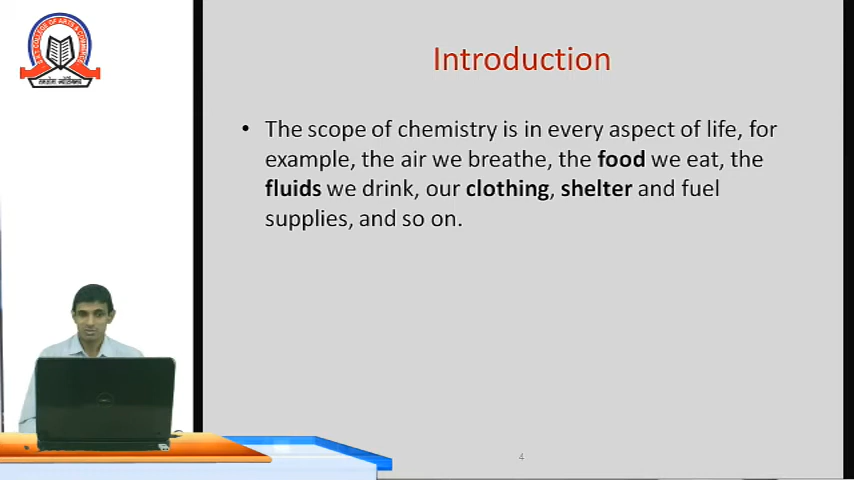 Introduction
• The scope of chemistry is in every aspect of life, for
example, the air we breathe, the food we eat, the
fluids we drink, our clothing, shelter and fuel
supplies, and so on.
4